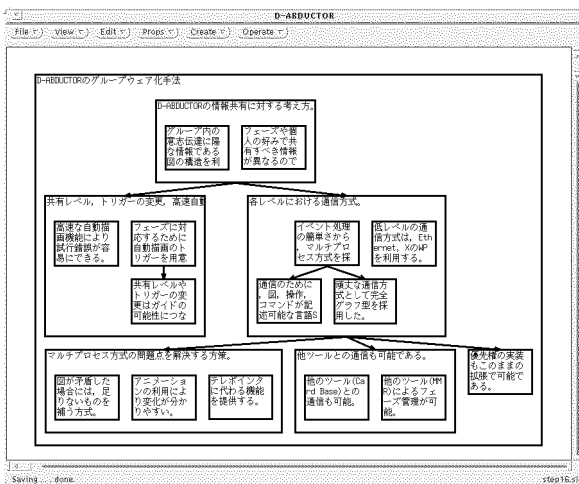 D-ABDUCTOR
File
View
Edit
Props
Create
Operate
D-ABDUCTORのグループウェア化手法
D-ABDUCTORの情報共有に対する考え方。
グループ内の
意志伝達に陽
な情報である
図の構造を利
フェーズや個
人の好みで共
有すべき情報
が異なるので
共有レベル，トリガーの変更，高速自動
高速な自動描
画機能により
試行錯誤が容
易にできる。
フェーズに対
応するために
自動描画のト
リガーを用意
共有レベルや
トリガーの変
更はガイドの
可能性につな
各レベルにおける通信方式。
イベント処理
の簡単さから
，マルチプロ
セス方式を採
低レベルの通
信方式は，Eth
ernet，XのWP
を利用する。
通信のために
，図，操作，
コマンドが記
述可能な言語S
頑丈な通信方
式として完全
グラフ型を採
用した。
マルチプロセス方式の問題点を解決する方策。
図が矛盾した
場合には，足
りないものを
補う方式。
アニメーショ
ンの利用によ
り変化が分か
りやすい。
テレポインタ
に代わる機能
を提供する。
他ツールとの通信も可能である。
他のツール(Ca
rd Base)との
通信も可能。
他のツール(MM
R)によるフェ
ーズ管理が可
能。
優先権の実装
もこのままの
拡張で可能で
ある。
Saving ... done.
step16.s